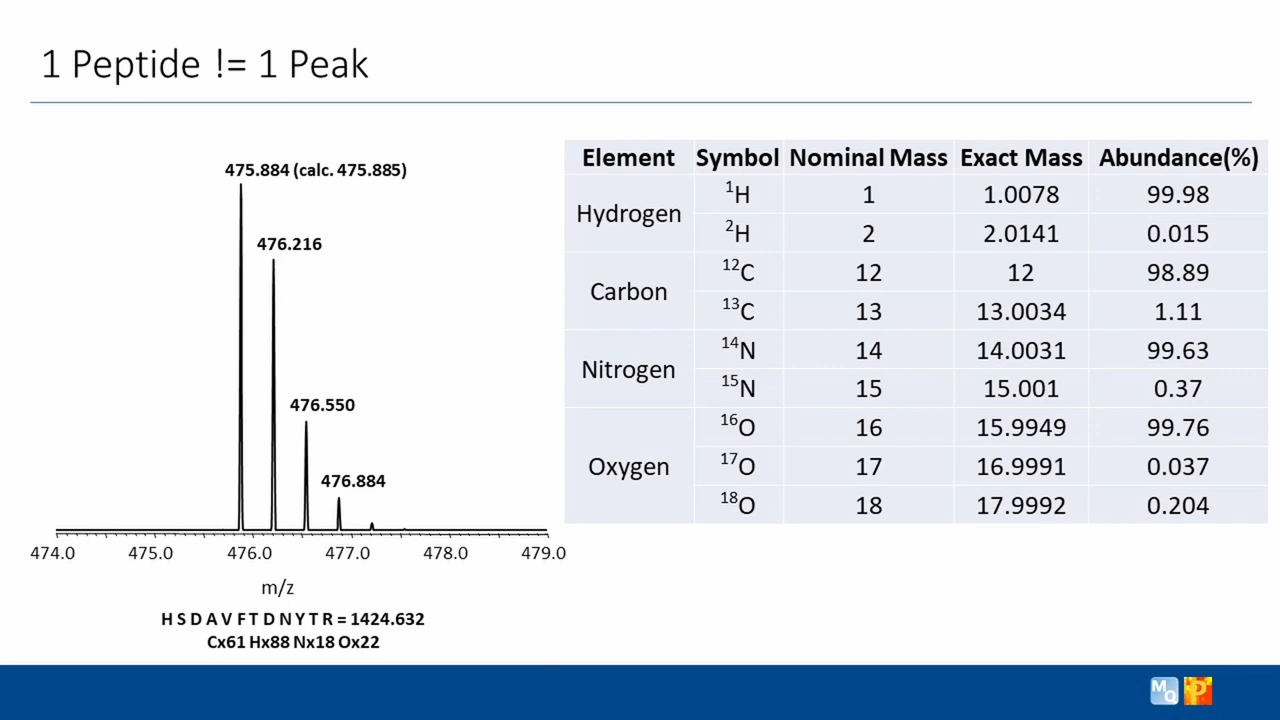 1 Peptide != 1 Peak
475.884 (calc. 475.885)
476.216
476.550
476.884
474.0 475.0 476.0 477.0 478.0 479.0
m/z
H S D A V F T D N Y T R = 1424.632
Cx61 Hx88 Nx18 Ox22
Element Symbol Nominal Mass Exact Mass Abundance(%)
Hydrogen
¹H 1 1.0078 99.98
²H 2 2.0141 0.015
Carbon
¹²C 12 12 98.89
¹³C 13 13.0034 1.11
Nitrogen
¹⁴N 14 14.0031 99.63
¹⁵N 15 15.001 0.37
Oxygen
¹⁶O 16 15.9949 99.76
¹⁷O 17 16.9991 0.037
¹⁸O 18 17.9992 0.204
MQ P